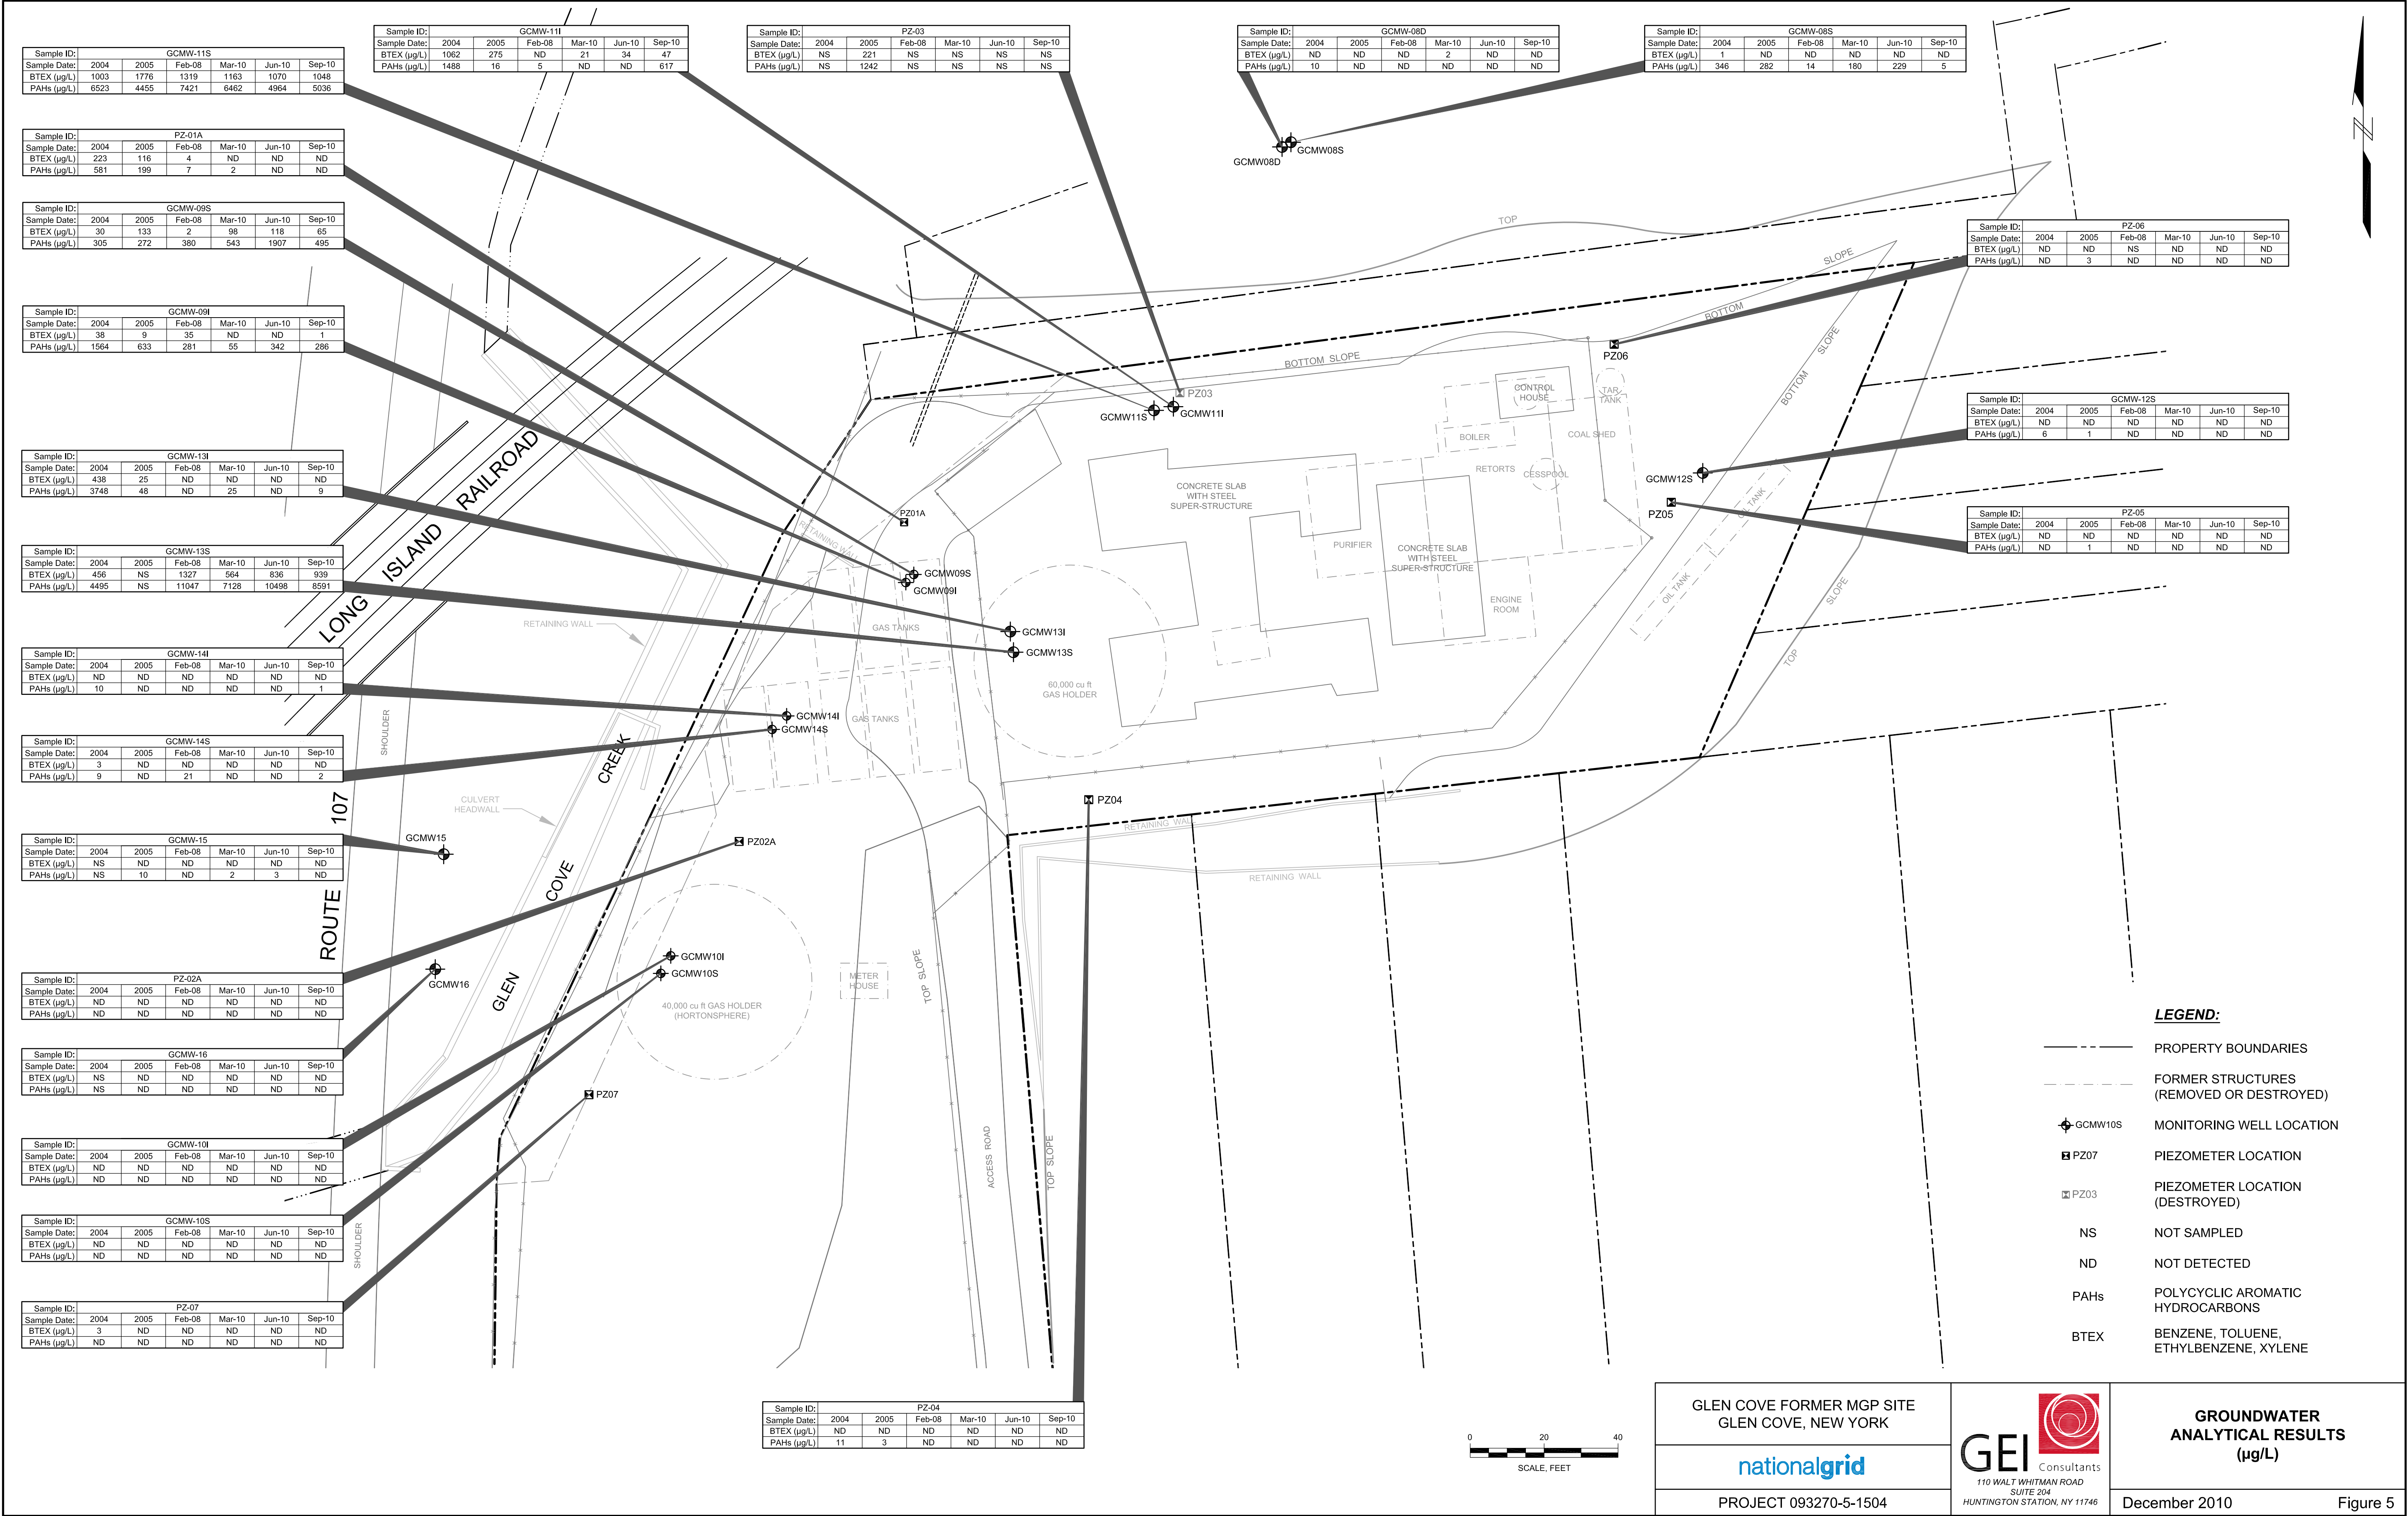 Sample ID: GCMW-11S
Sample Date: 2004 2005 Feb-08 Mar-10 Jun-10 Sep-10
BTEX (µg/L) 1003 1776 1319 1163 1070 1048
PAHs (µg/L) 6523 4455 7421 6462 4964 5036
Sample ID: GCMW-11I
Sample Date: 2004 2005 Feb-08 Mar-10 Jun-10 Sep-10
BTEX (µg/L) 1062 275 ND 21 34 47
PAHs (µg/L) 1488 16 5 ND ND 617
Sample ID: PZ-03
Sample Date: 2004 2005 Feb-08 Mar-10 Jun-10 Sep-10
BTEX (µg/L) NS 221 NS NS NS NS
PAHs (µg/L) NS 1242 NS NS NS NS
Sample ID: GCMW-08D
Sample Date: 2004 2005 Feb-08 Mar-10 Jun-10 Sep-10
BTEX (µg/L) ND ND ND 2 ND ND
PAHs (µg/L) 10 ND ND ND ND ND
Sample ID: GCMW-08S
Sample Date: 2004 2005 Feb-08 Mar-10 Jun-10 Sep-10
BTEX (µg/L) 1 ND ND ND ND ND
PAHs (µg/L) 346 282 14 180 229 5
Sample ID: PZ-01A
Sample Date: 2004 2005 Feb-08 Mar-10 Jun-10 Sep-10
BTEX (µg/L) 223 116 4 ND ND ND
PAHs (µg/L) 581 199 7 2 ND ND
Sample ID: GCMW-09S
Sample Date: 2004 2005 Feb-08 Mar-10 Jun-10 Sep-10
BTEX (µg/L) 30 133 2 98 118 65
PAHs (µg/L) 305 272 380 543 1907 495
Sample ID: GCMW-09I
Sample Date: 2004 2005 Feb-08 Mar-10 Jun-10 Sep-10
BTEX (µg/L) 38 9 35 ND ND 1
PAHs (µg/L) 1564 633 281 55 342 286
Sample ID: GCMW-13I
Sample Date: 2004 2005 Feb-08 Mar-10 Jun-10 Sep-10
BTEX (µg/L) 438 25 ND ND ND ND
PAHs (µg/L) 3748 48 ND 25 ND 9
Sample ID: GCMW-13S
Sample Date: 2004 2005 Feb-08 Mar-10 Jun-10 Sep-10
BTEX (µg/L) 456 NS 1327 564 836 939
PAHs (µg/L) 4495 NS 11047 7128 10498 8591
Sample ID: GCMW-14I
Sample Date: 2004 2005 Feb-08 Mar-10 Jun-10 Sep-10
BTEX (µg/L) ND ND ND ND ND ND
PAHs (µg/L) 10 ND ND ND ND 1
Sample ID: GCMW-14S
Sample Date: 2004 2005 Feb-08 Mar-10 Jun-10 Sep-10
BTEX (µg/L) 3 ND ND ND ND ND
PAHs (µg/L) 9 ND 21 ND ND 2
Sample ID: GCMW-15
Sample Date: 2004 2005 Feb-08 Mar-10 Jun-10 Sep-10
BTEX (µg/L) NS ND ND ND ND ND
PAHs (µg/L) NS 10 ND 2 3 ND
Sample ID: PZ-02A
Sample Date: 2004 2005 Feb-08 Mar-10 Jun-10 Sep-10
BTEX (µg/L) ND ND ND ND ND ND
PAHs (µg/L) ND ND ND ND ND ND
Sample ID: GCMW-16
Sample Date: 2004 2005 Feb-08 Mar-10 Jun-10 Sep-10
BTEX (µg/L) NS ND ND ND ND ND
PAHs (µg/L) NS ND ND ND ND ND
Sample ID: GCMW-10I
Sample Date: 2004 2005 Feb-08 Mar-10 Jun-10 Sep-10
BTEX (µg/L) ND ND ND ND ND ND
PAHs (µg/L) ND ND ND ND ND ND
Sample ID: GCMW-10S
Sample Date: 2004 2005 Feb-08 Mar-10 Jun-10 Sep-10
BTEX (µg/L) ND ND ND ND ND ND
PAHs (µg/L) ND ND ND ND ND ND
Sample ID: PZ-07
Sample Date: 2004 2005 Feb-08 Mar-10 Jun-10 Sep-10
BTEX (µg/L) 3 ND ND ND ND ND
PAHs (µg/L) ND ND ND ND ND ND
Sample ID: PZ-04
Sample Date: 2004 2005 Feb-08 Mar-10 Jun-10 Sep-10
BTEX (µg/L) ND ND ND ND ND ND
PAHs (µg/L) 11 3 ND ND ND ND
Sample ID: PZ-06
Sample Date: 2004 2005 Feb-08 Mar-10 Jun-10 Sep-10
BTEX (µg/L) ND ND NS ND ND ND
PAHs (µg/L) ND 3 ND ND ND ND
Sample ID: GCMW-12S
Sample Date: 2004 2005 Feb-08 Mar-10 Jun-10 Sep-10
BTEX (µg/L) ND ND ND ND ND ND
PAHs (µg/L) 6 1 ND ND ND ND
Sample ID: PZ-05
Sample Date: 2004 2005 Feb-08 Mar-10 Jun-10 Sep-10
BTEX (µg/L) ND ND ND ND ND ND
PAHs (µg/L) ND 1 ND ND ND ND
N
GCMW08D
GCMW08S
TOP
SLOPE
BOTTOM
BOTTOM SLOPE
PZ06
PZ03
GCMW11S
GCMW11I
CONTROL
HOUSE
TAR
TANK
BOILER
COAL SHED
RETORTS
CESSPOOL
CONCRETE SLAB
WITH STEEL
SUPER-STRUCTURE
PURIFIER
CONCRETE SLAB
WITH STEEL
SUPER-STRUCTURE
ENGINE
ROOM
GCMW12S
PZ05
OIL TANK
OIL TANK
BOTTOM
SLOPE
TOP
SLOPE
LONG ISLAND RAILROAD
PZ01A
RETAINING WALL
GCMW09S
GCMW09I
RETAINING WALL
GAS TANKS
GCMW13I
GCMW13S
60,000 cu ft
GAS HOLDER
GCMW14I
GCMW14S
GAS TANKS
SHOULDER
CULVERT
HEADWALL
ROUTE 107
GCMW15
GLEN COVE CREEK
PZ04
PZ02A
RETAINING WALL
RETAINING WALL
GCMW16
GCMW10I
GCMW10S
40,000 cu ft GAS HOLDER
(HORTONSPHERE)
METER
HOUSE
TOP SLOPE
PZ07
ACCESS ROAD
TOP SLOPE
SHOULDER
LEGEND:
PROPERTY BOUNDARIES
FORMER STRUCTURES
(REMOVED OR DESTROYED)
GCMW10S MONITORING WELL LOCATION
PZ07 PIEZOMETER LOCATION
PZ03 PIEZOMETER LOCATION
(DESTROYED)
NS NOT SAMPLED
ND NOT DETECTED
PAHs POLYCYCLIC AROMATIC
HYDROCARBONS
BTEX BENZENE, TOLUENE,
ETHYLBENZENE, XYLENE
0 20 40
SCALE, FEET
GLEN COVE FORMER MGP SITE
GLEN COVE, NEW YORK
nationalgrid
PROJECT 093270-5-1504
GEI Consultants
110 WALT WHITMAN ROAD
SUITE 204
HUNTINGTON STATION, NY 11746
GROUNDWATER
ANALYTICAL RESULTS
(µg/L)
December 2010 Figure 5